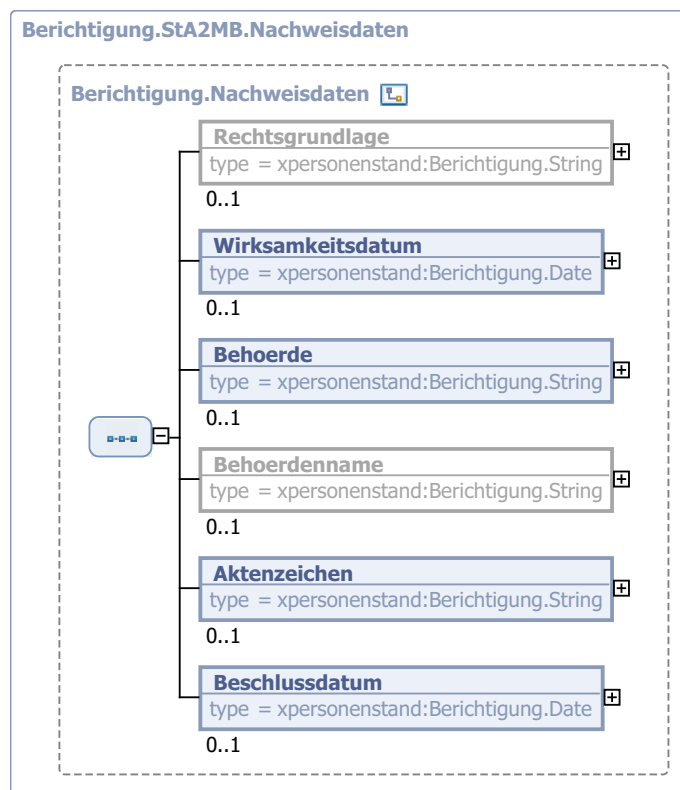 Berichtigung.StA2MB.Nachweisdaten
Berichtigung.Nachweisdaten
Rechtsgrundlage
type = xpersonenstand:Berichtigung.String
0..1
Wirksamkeitsdatum
type = xpersonenstand:Berichtigung.Date
0..1
Behoerde
type = xpersonenstand:Berichtigung.String
0..1
Behoerdenname
type = xpersonenstand:Berichtigung.String
0..1
Aktenzeichen
type = xpersonenstand:Berichtigung.String
0..1
Beschlussdatum
type = xpersonenstand:Berichtigung.Date
0..1